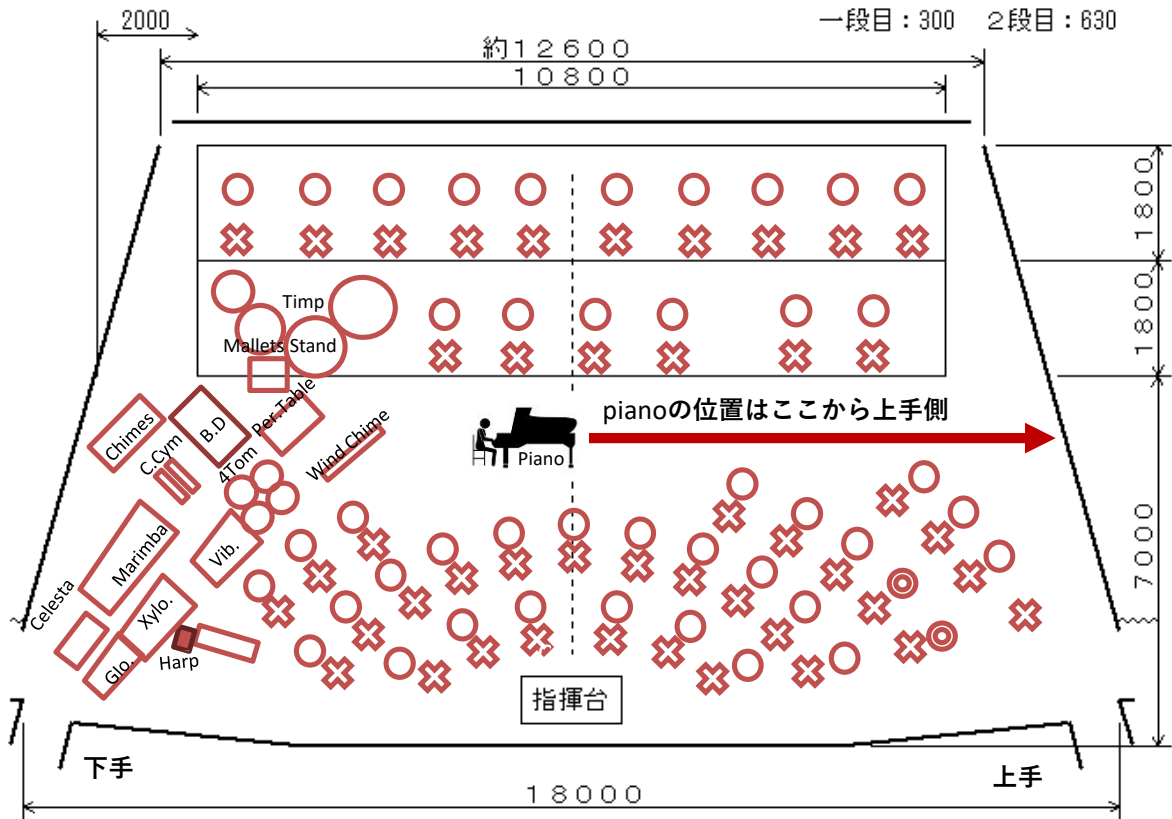 2000
一段目：300　２段目：630
約１２６００
１０８００
１８００
１８００
７０００
Timp
Mallets Stand
Chimes
B.D
Per.Table
C.Cym
4Tom
Wind Chime
Piano
pianoの位置はここから上手側
Marimba
Vib.
Celesta
Xylo.
Glo.
Harp
指揮台
下手
上手
１８０００